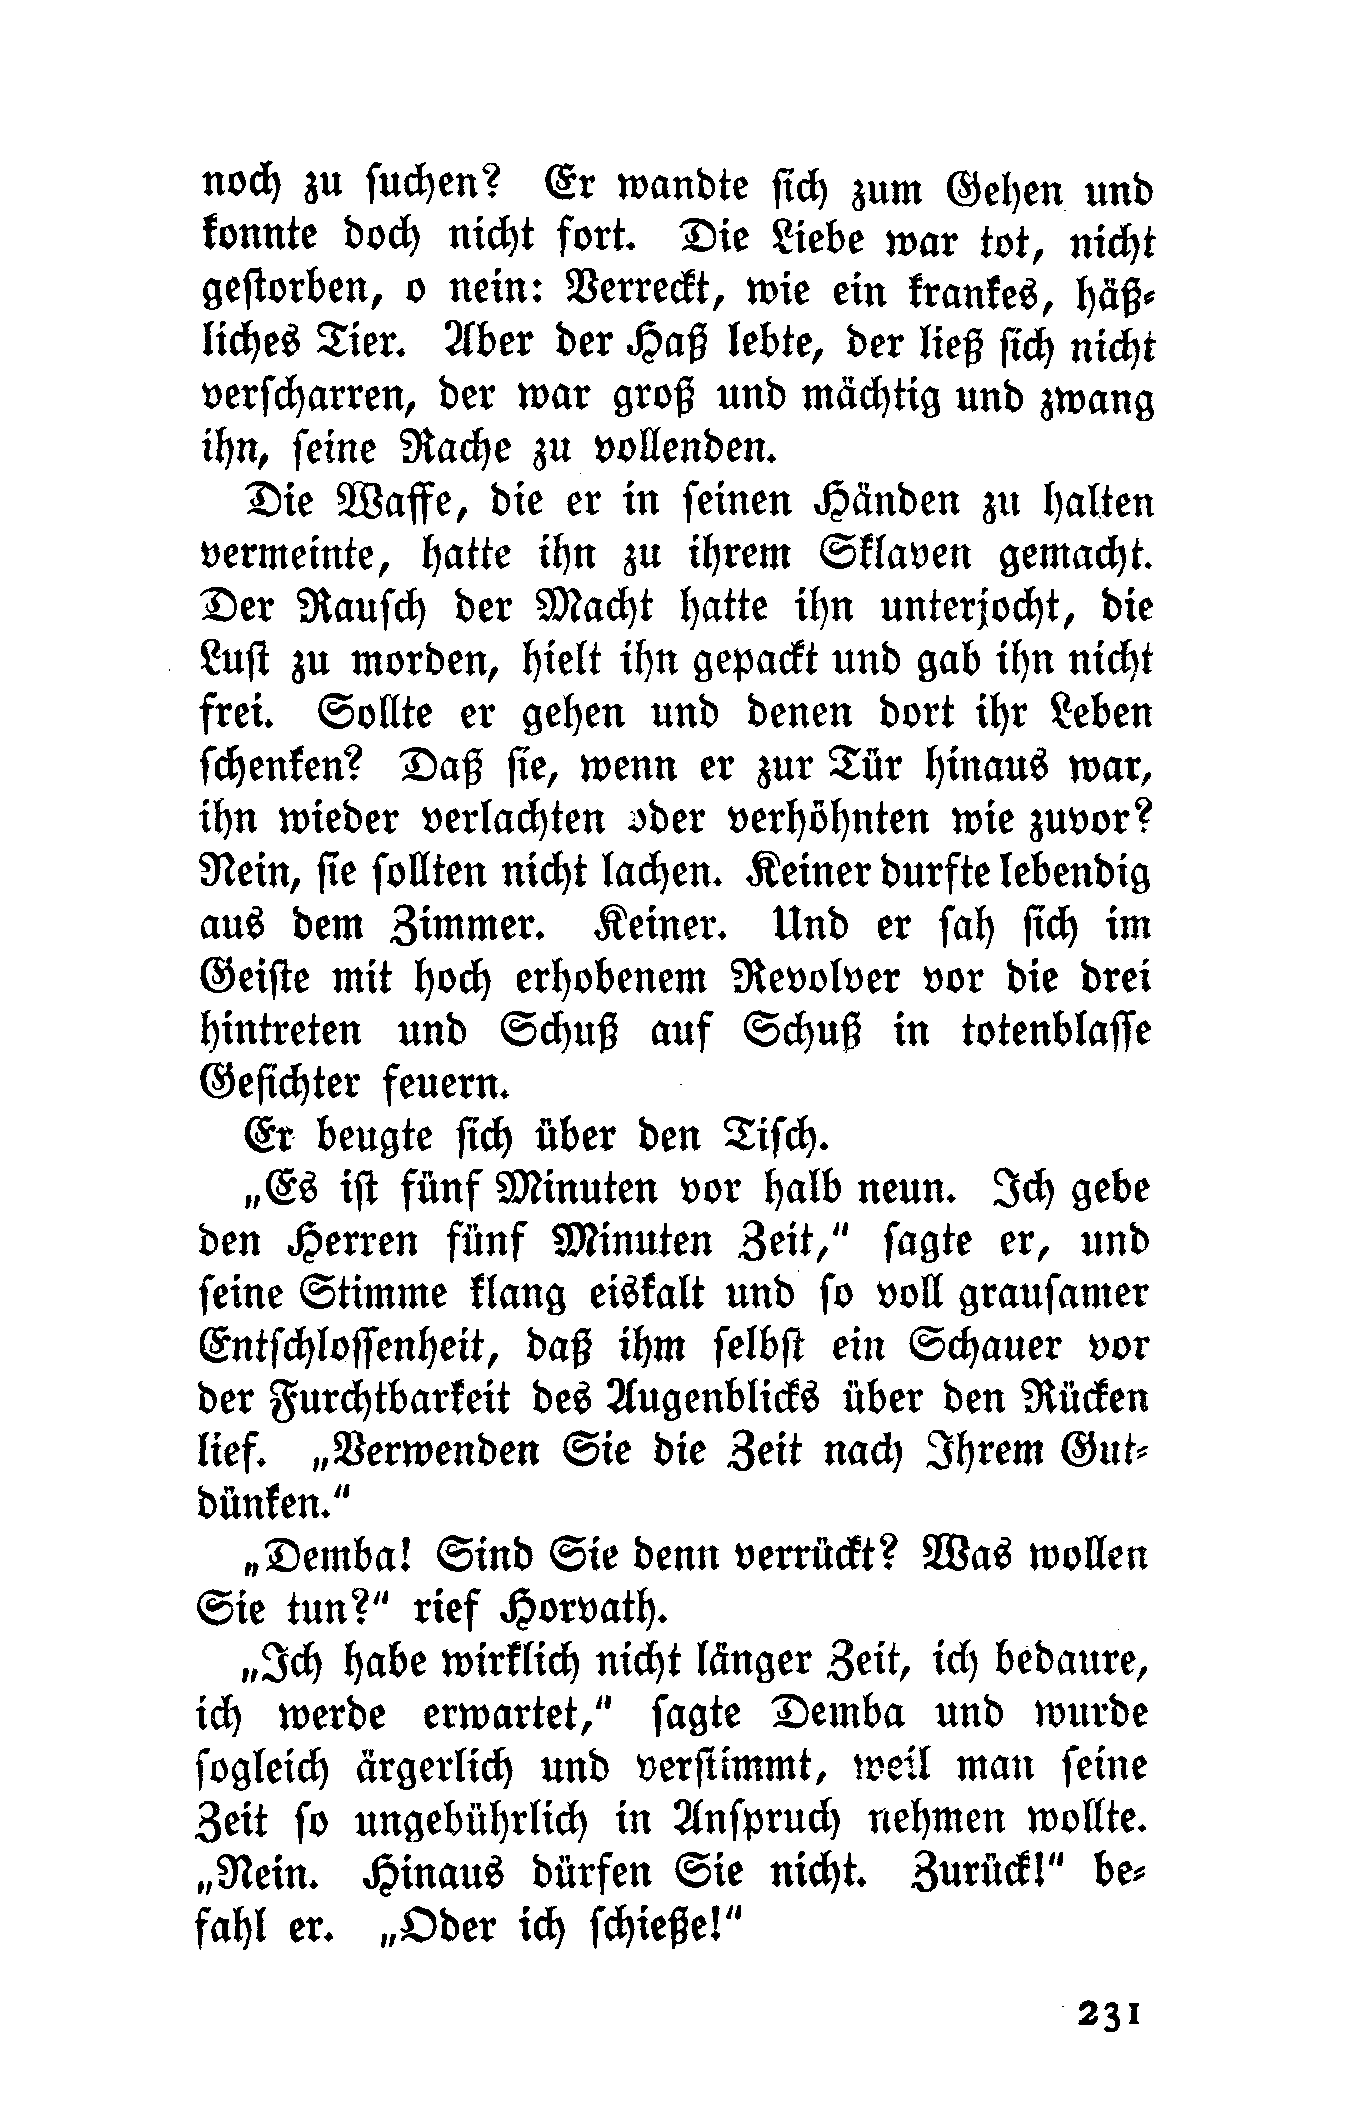 noch zu suchen? Er wandte sich zum Gehen und
konnte doch nicht fort. Die Liebe war tot, nicht
gestorben, o nein: Verreckt, wie ein krankes, häß-
liches Tier. Aber der Haß lebte, der ließ sich nicht
verscharren, der war groß und mächtig und zwang
ihn, seine Rache zu vollenden.
Die Waffe, die er in seinen Händen zu halten
vermeinte, hatte ihn zu ihrem Sklaven gemacht.
Der Rausch der Macht hatte ihn unterjocht, die
Lust zu morden, hielt ihn gepackt und gab ihn nicht
frei. Sollte er gehen und denen dort ihr Leben
schenken? Daß sie, wenn er zur Tür hinaus war,
ihn wieder verlachten oder verhöhnten wie zuvor?
Nein, sie sollten nicht lachen. Keiner durfte lebendig
aus dem Zimmer. Keiner. Und er sah sich im
Geiste mit hoch erhobenem Revolver vor die drei
hintreten und Schuß auf Schuß in totenblasse
Gesichter feuern.
Er beugte sich über den Tisch.
„Es ist fünf Minuten vor halb neun. Ich gebe
den Herren fünf Minuten Zeit,“ sagte er, und
seine Stimme klang eiskalt und so voll grausamer
Entschlossenheit, daß ihm selbst ein Schauer vor
der Furchtbarkeit des Augenblicks über den Rücken
lief. „Verwenden Sie die Zeit nach Ihrem Gut-
dünken.“
„Demba! Sind Sie denn verrückt? Was wollen
Sie tun?“ rief Horvath.
„Ich habe wirklich nicht länger Zeit, ich bedaure,
ich werde erwartet,“ sagte Demba und wurde
sogleich ärgerlich und verstimmt, weil man seine
Zeit so ungebührlich in Anspruch nehmen wollte.
„Nein. Hinaus dürfen Sie nicht. Zurück!“ be-
fahl er. „Oder ich schieße!“
231